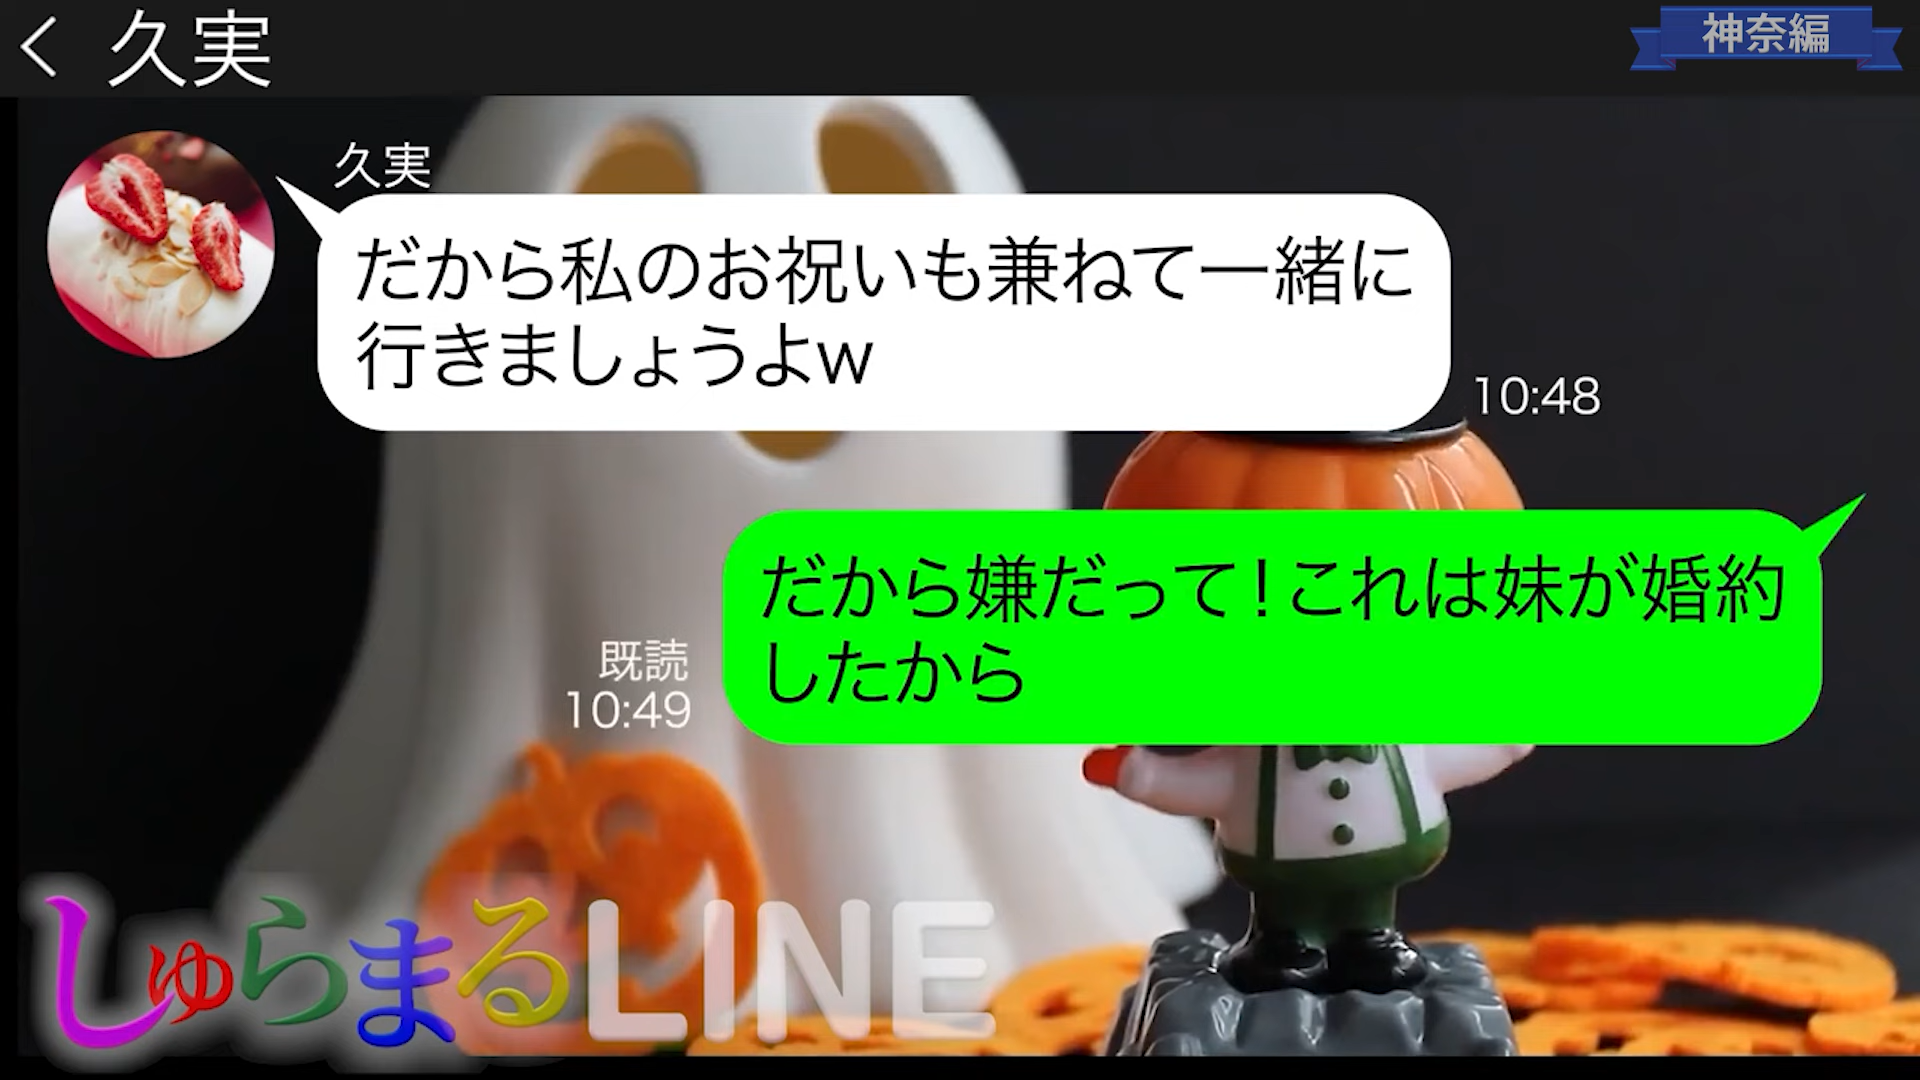 久実
神奈編
久実
だから私のお祝いも兼ねて一緒に
行きましょうよw
10:48
だから嫌だって!これは妹が婚約
したから
既読
10:49
しゅらまるLINE